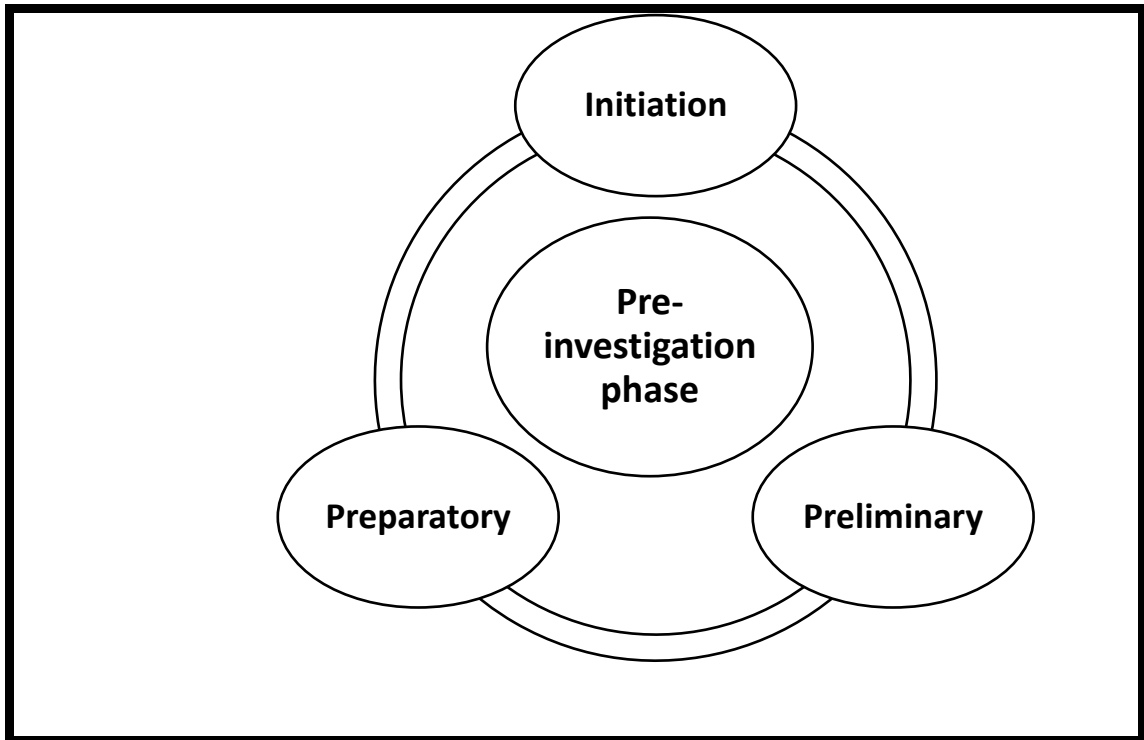 Initiation
Pre-
investigation
phase
Preparatory
Preliminary